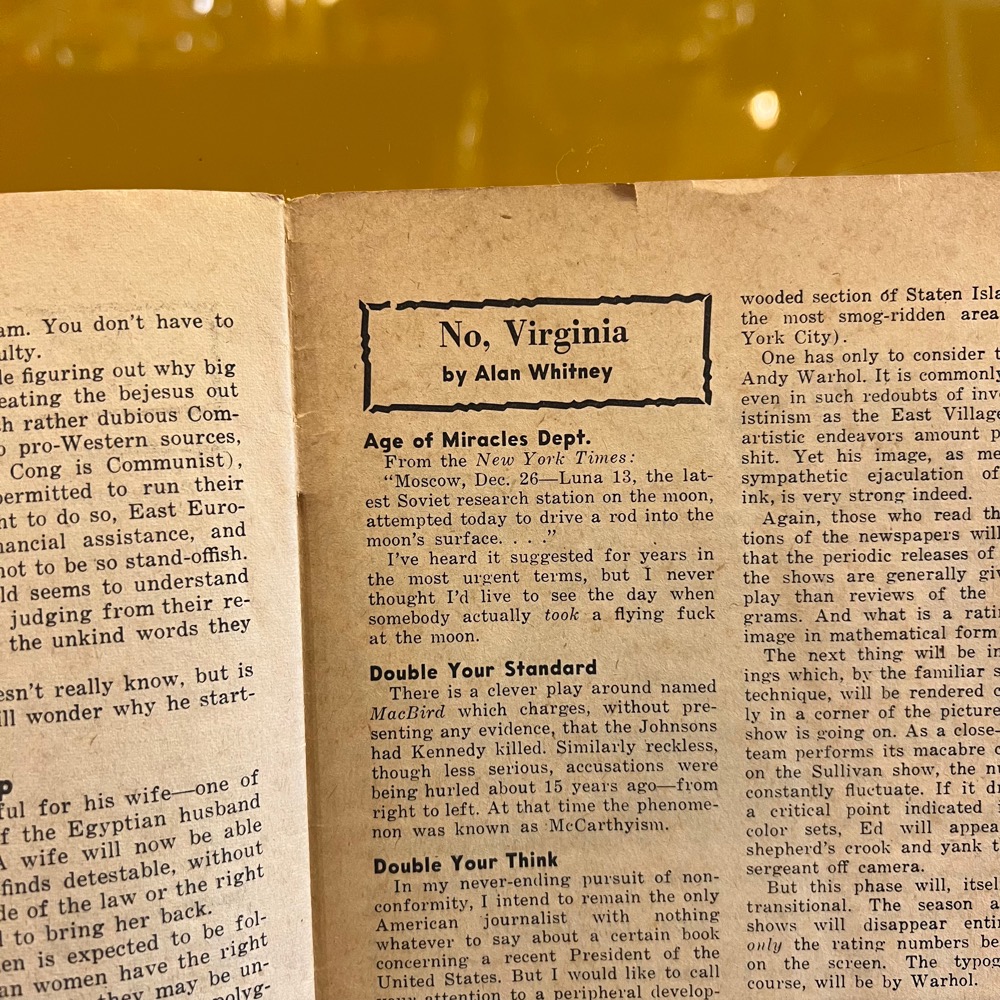 am. You don't have to
ulty.
le figuring out why big
eating the bejesus out
h rather dubious Com-
o pro-Western sources,
Cong is Communist),
permitted to run their
ht to do so, East Euro-
nancial assistance, and
not to be so stand-offish.
ld seems to understand
judging from their re-
the unkind words they
esn't really know, but is
ll wonder why he start-
p
ful for his wife—one of
f the Egyptian husband
A wife will now be able
finds detestable, without
de of the law or the right
l to bring her back.
en is expected to be fol-
an women have the right
they may be un-
polyg-
No, Virginia
by Alan Whitney
Age of Miracles Dept.
From the New York Times:
"Moscow, Dec. 26—Luna 13, the lat-
est Soviet research station on the moon,
attempted today to drive a rod into the
moon's surface. . . ."
I've heard it suggested for years in
the most urgent terms, but I never
thought I'd live to see the day when
somebody actually took a flying fuck
at the moon.
Double Your Standard
There is a clever play around named
MacBird which charges, without pre-
senting any evidence, that the Johnsons
had Kennedy killed. Similarly reckless,
though less serious, accusations were
being hurled about 15 years ago—from
right to left. At that time the phenome-
non was known as McCarthyism.
Double Your Think
In my never-ending pursuit of non-
conformity, I intend to remain the only
American journalist with nothing
whatever to say about a certain book
concerning a recent President of the
United States. But I would like to call
your attention to a peripheral develop-
wooded section of Staten Isla
the most smog-ridden area
York City).
One has only to consider t
Andy Warhol. It is commonly
even in such redoubts of inv
istinism as the East Village
artistic endeavors amount p
shit. Yet his image, as me
sympathetic ejaculation of
ink, is very strong indeed.
Again, those who read th
tions of the newspapers will
that the periodic releases of
the shows are generally giv
play than reviews of the
grams. And what is a rati
image in mathematical form
The next thing will be in
ings which, by the familiar s
technique, will be rendered c
ly in a corner of the picture
show is going on. As a close-
team performs its macabre c
on the Sullivan show, the nu
constantly fluctuate. If it dr
a critical point indicated i
color sets, Ed will appea
shepherd's crook and yank t
sergeant off camera.
But this phase will, itsel
transitional. The season a
shows will disappear entir
only the rating numbers be
on the screen. The typog
course, will be by Warhol.